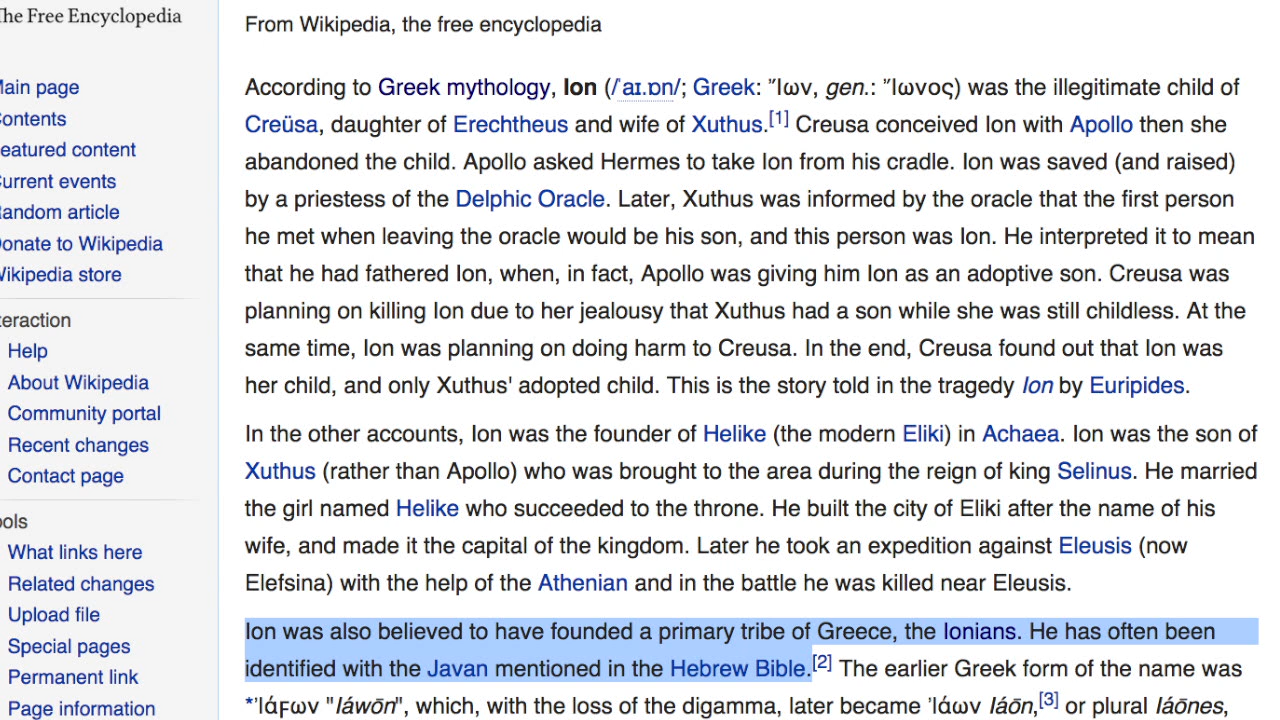 The Free Encyclopedia
Main page
Contents
Featured content
Current events
Random article
Donate to Wikipedia
Wikipedia store
teraction
Help
About Wikipedia
Community portal
Recent changes
Contact page
ools
What links here
Related changes
Upload file
Special pages
Permanent link
Page information
From Wikipedia, the free encyclopedia
According to Greek mythology, Ion (/ˈaɪ.ɒn/; Greek: Ἴων, gen.: Ἴωνος) was the illegitimate child of
Creüsa, daughter of Erechtheus and wife of Xuthus.[1] Creusa conceived Ion with Apollo then she
abandoned the child. Apollo asked Hermes to take Ion from his cradle. Ion was saved (and raised)
by a priestess of the Delphic Oracle. Later, Xuthus was informed by the oracle that the first person
he met when leaving the oracle would be his son, and this person was Ion. He interpreted it to mean
that he had fathered Ion, when, in fact, Apollo was giving him Ion as an adoptive son. Creusa was
planning on killing Ion due to her jealousy that Xuthus had a son while she was still childless. At the
same time, Ion was planning on doing harm to Creusa. In the end, Creusa found out that Ion was
her child, and only Xuthus' adopted child. This is the story told in the tragedy Ion by Euripides.
In the other accounts, Ion was the founder of Helike (the modern Eliki) in Achaea. Ion was the son of
Xuthus (rather than Apollo) who was brought to the area during the reign of king Selinus. He married
the girl named Helike who succeeded to the throne. He built the city of Eliki after the name of his
wife, and made it the capital of the kingdom. Later he took an expedition against Eleusis (now
Elefsina) with the help of the Athenian and in the battle he was killed near Eleusis.
Ion was also believed to have founded a primary tribe of Greece, the Ionians. He has often been
identified with the Javan mentioned in the Hebrew Bible.[2] The earlier Greek form of the name was
*Ἰάϝων "Iáwōn", which, with the loss of the digamma, later became Ἰάων Iáōn,[3] or plural Iáōnes,